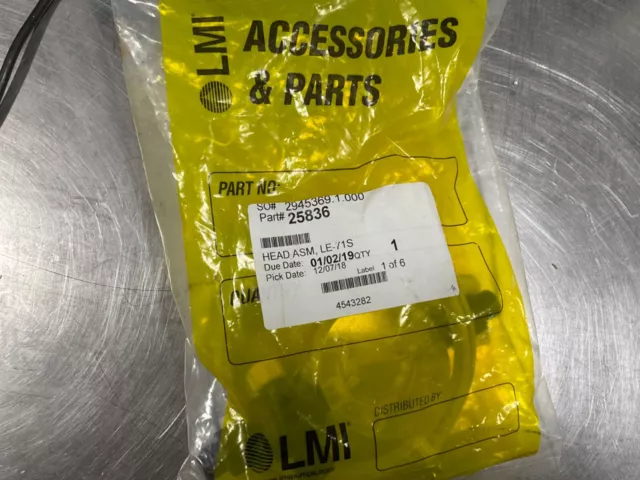 LMI
ACCESSORIES
& PARTS
PART NO:
SO# 2945369.1.000
Part# 25836
HEAD ASM, LE-71S
Due Date: 01/02/19 QTY 1
Pick Date: 12/07/18 Label 1 of 6
4543282
DISTRIBUTED BY
LMI